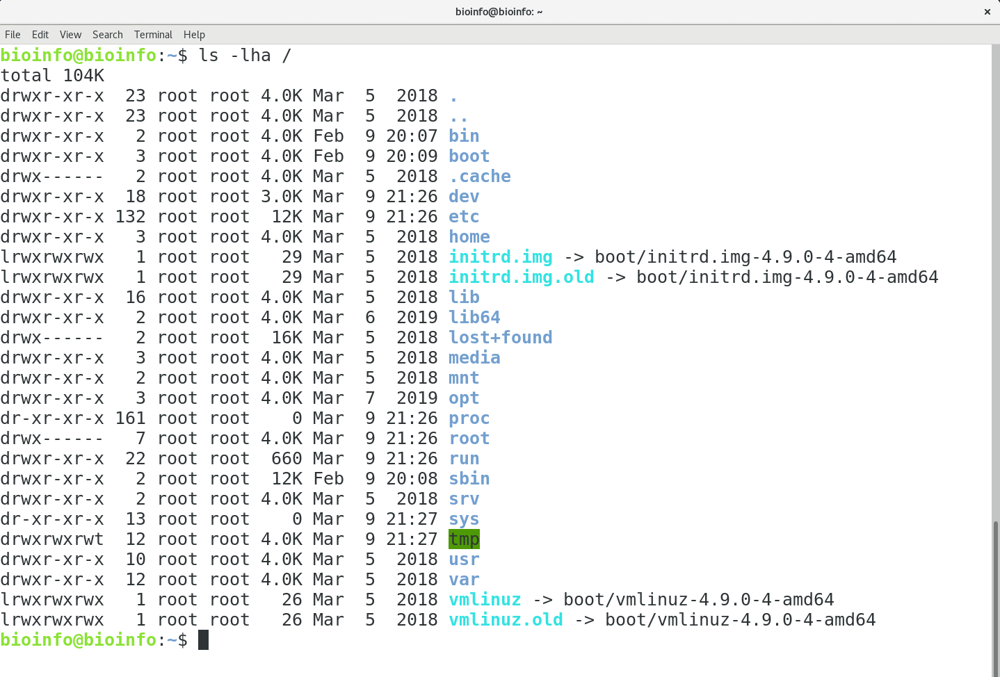 bioinfo@bioinfo: ~
×
File Edit View Search Terminal Help
bioinfo@bioinfo:~$ ls -lha /
total 104K
drwxr-xr-x  23 root root 4.0K Mar  5  2018 .
drwxr-xr-x  23 root root 4.0K Mar  5  2018 ..
drwxr-xr-x   2 root root 4.0K Feb  9 20:07 bin
drwxr-xr-x   3 root root 4.0K Feb  9 20:09 boot
drwx------   2 root root 4.0K Mar  5  2018 .cache
drwxr-xr-x  18 root root 3.0K Mar  9 21:26 dev
drwxr-xr-x 132 root root  12K Mar  9 21:26 etc
drwxr-xr-x   3 root root 4.0K Mar  5  2018 home
lrwxrwxrwx   1 root root   29 Mar  5  2018 initrd.img -> boot/initrd.img-4.9.0-4-amd64
lrwxrwxrwx   1 root root   29 Mar  5  2018 initrd.img.old -> boot/initrd.img-4.9.0-4-amd64
drwxr-xr-x  16 root root 4.0K Mar  5  2018 lib
drwxr-xr-x   2 root root 4.0K Mar  6  2019 lib64
drwx------   2 root root  16K Mar  5  2018 lost+found
drwxr-xr-x   3 root root 4.0K Mar  5  2018 media
drwxr-xr-x   2 root root 4.0K Mar  5  2018 mnt
drwxr-xr-x   3 root root 4.0K Mar  7  2019 opt
dr-xr-xr-x 161 root root    0 Mar  9 21:26 proc
drwx------   7 root root 4.0K Mar  9 21:26 root
drwxr-xr-x  22 root root  660 Mar  9 21:26 run
drwxr-xr-x   2 root root  12K Feb  9 20:08 sbin
drwxr-xr-x   2 root root 4.0K Mar  5  2018 srv
dr-xr-xr-x  13 root root    0 Mar  9 21:27 sys
drwxrwxrwt  12 root root 4.0K Mar  9 21:27 tmp
drwxr-xr-x  10 root root 4.0K Mar  5  2018 usr
drwxr-xr-x  12 root root 4.0K Mar  5  2018 var
lrwxrwxrwx   1 root root   26 Mar  5  2018 vmlinuz -> boot/vmlinuz-4.9.0-4-amd64
lrwxrwxrwx   1 root root   26 Mar  5  2018 vmlinuz.old -> boot/vmlinuz-4.9.0-4-amd64
bioinfo@bioinfo:~$